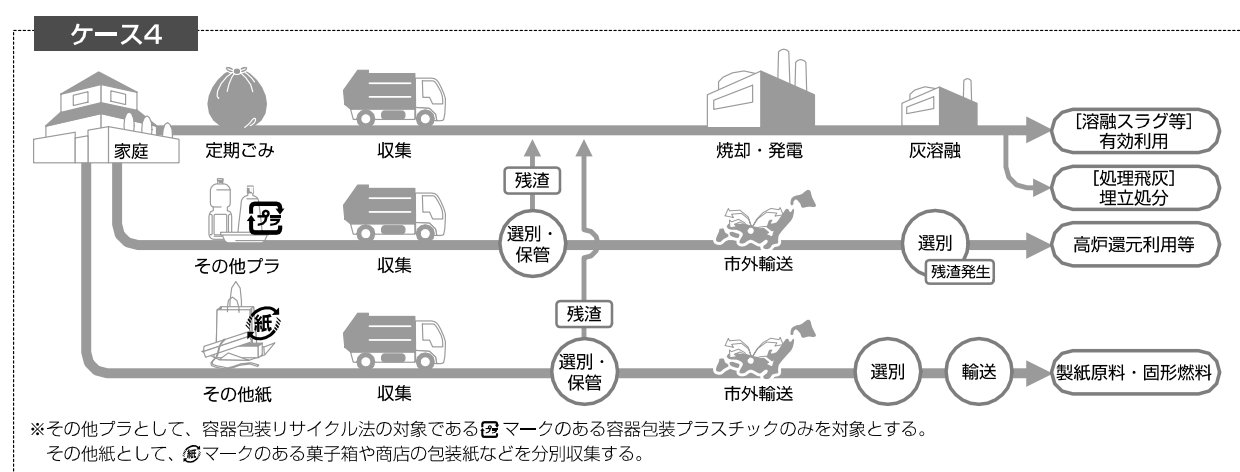 ケース4
家庭
定期ごみ
収集
焼却・発電
灰溶融
[溶融スラグ等]
有効利用
[処理飛灰]
埋立処分
残渣
プラ
その他プラ
収集
選別・
保管
市外輸送
選別
残渣発生
高炉還元利用等
残渣
紙
その他紙
収集
選別・
保管
市外輸送
選別
輸送
製紙原料・固形燃料
※その他プラとして、容器包装リサイクル法の対象であるプラマークのある容器包装プラスチックのみを対象とする。
その他紙として、紙マークのある菓子箱や商店の包装紙などを分別収集する。